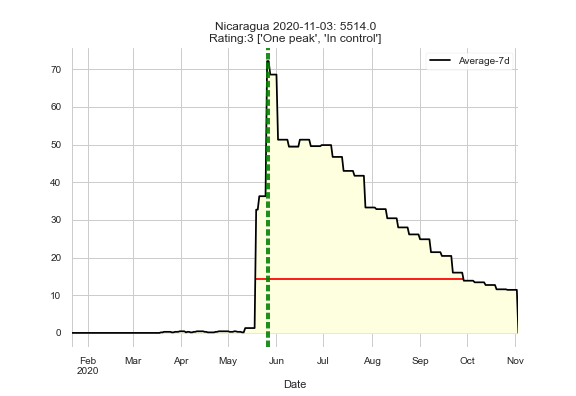 Nicaragua 2020-11-03: 5514.0
Rating:3 ['One peak', 'In control']
Average-7d
70
60
50
40
30
20
10
0
Feb Mar Apr May Jun Jul Aug Sep Oct Nov
2020
Date